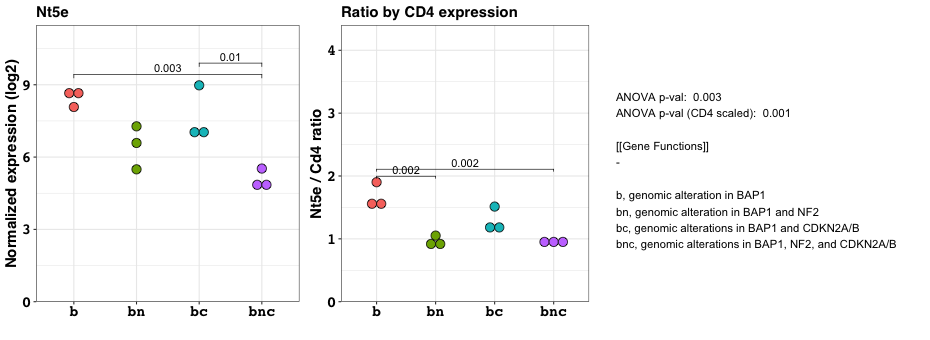 Nt5e
Normalized expression (log2)
9
6
3
0
0.003
0.01
b
bn
bc
bnc
Ratio by CD4 expression
Nt5e / Cd4 ratio
4
3
2
1
0
0.002
0.002
b
bn
bc
bnc
ANOVA p-val: 0.003
ANOVA p-val (CD4 scaled): 0.001
[[Gene Functions]]
-
b, genomic alteration in BAP1
bn, genomic alteration in BAP1 and NF2
bc, genomic alterations in BAP1 and CDKN2A/B
bnc, genomic alterations in BAP1, NF2, and CDKN2A/B